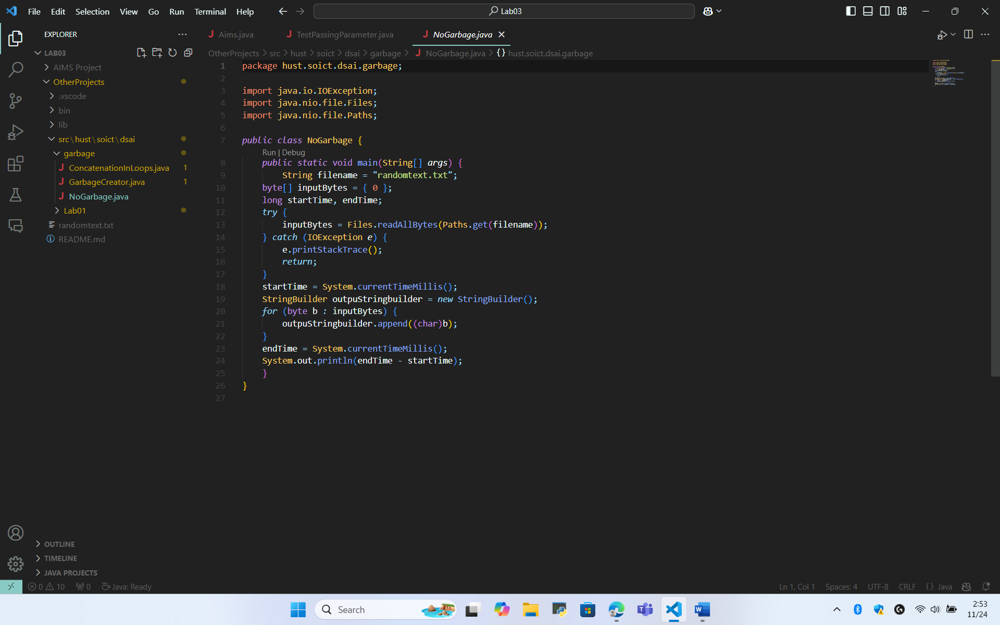 File Edit Selection View Go Run Terminal Help
Lab03
EXPLORER
LAB03
AIMS Project
OtherProjects
.vscode
bin
lib
src\hust\soict\dsai
garbage
ConcatenationInLoops.java 1
GarbageCreator.java 1
NoGarbage.java
Lab01
randomtext.txt
README.md
OUTLINE
TIMELINE
JAVA PROJECTS
Aims.java
TestPassingParameter.java
NoGarbage.java
OtherProjects > src > hust > soict > dsai > garbage > NoGarbage.java > {} hust.soict.dsai.garbage
1 package hust.soict.dsai.garbage;
2
3 import java.io.IOException;
4 import java.nio.file.Files;
5 import java.nio.file.Paths;
6
7 public class NoGarbage {
Run | Debug
8 public static void main(String[] args) {
9 String filename = "randomtext.txt";
10 byte[] inputBytes = { 0 };
11 long startTime, endTime;
12 try {
13 inputBytes = Files.readAllBytes(Paths.get(filename));
14 } catch (IOException e) {
15 e.printStackTrace();
16 return;
17 }
18 startTime = System.currentTimeMillis();
19 StringBuilder outpuStringbuilder = new StringBuilder();
20 for (byte b : inputBytes) {
21 outpuStringbuilder.append((char)b);
22 }
23 endTime = System.currentTimeMillis();
24 System.out.println(endTime - startTime);
25 }
26 }
27
0 10 0 Java: Ready
Ln 1, Col 1 Spaces: 4 UTF-8 CRLF {} Java
Search
2:53
11/24